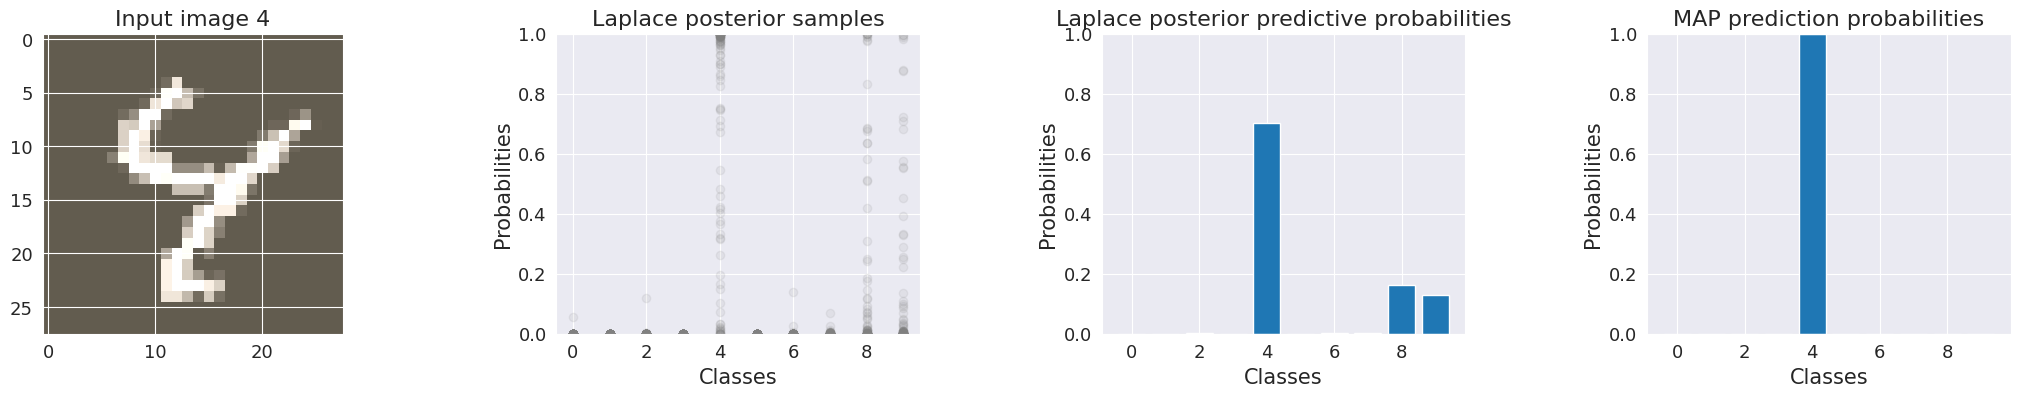 Input image 4
0
5
10
15
20
25
0 10 20
Laplace posterior samples
Probabilities
1.0
0.8
0.6
0.4
0.2
0.0
0 2 4 6 8
Classes
Laplace posterior predictive probabilities
Probabilities
1.0
0.8
0.6
0.4
0.2
0.0
0 2 4 6 8
Classes
MAP prediction probabilities
Probabilities
1.0
0.8
0.6
0.4
0.2
0.0
0 2 4 6 8
Classes